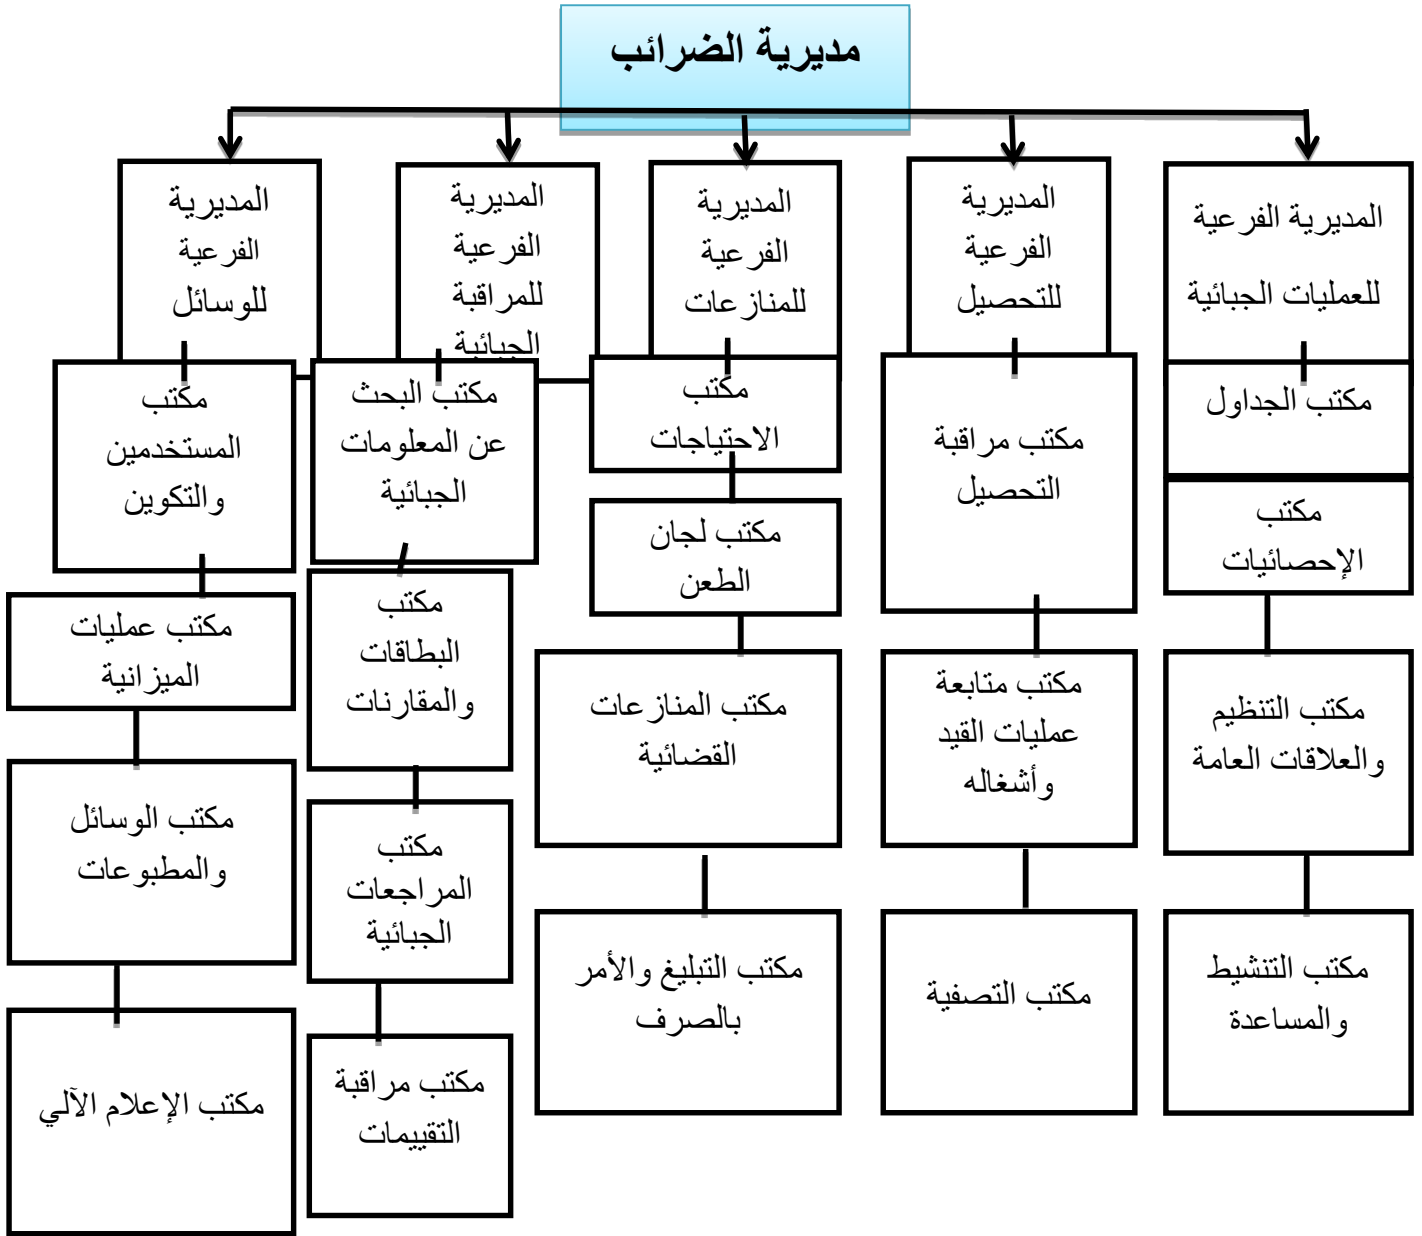 مديرية الضرائب
المديرية الفرعية
للعمليات الجبائية
المديرية
الفرعية
للتحصيل
المديرية
الفرعية
للمنازعات
المديرية
الفرعية
للمراقبة
الجبائية
المديرية
الفرعية
للوسائل
مكتب الجداول
مكتب مراقبة
التحصيل
مكتب
الاحتياجات
مكتب البحث
عن المعلومات
الجبائية
مكتب
المستخدمين
والتكوين
مكتب
الإحصائيات
مكتب لجان
الطعن
مكتب
البطاقات
والمقارنات
مكتب عمليات
الميزانية
مكتب التنظيم
والعلاقات العامة
مكتب متابعة
عمليات القيد
وأشغاله
مكتب المنازعات
القضائية
مكتب
المراجعات
الجبائية
مكتب الوسائل
والمطبوعات
مكتب التنشيط
والمساعدة
مكتب التصفية
مكتب التبليغ والأمر
بالصرف
مكتب مراقبة
التقييمات
مكتب الإعلام الآلي